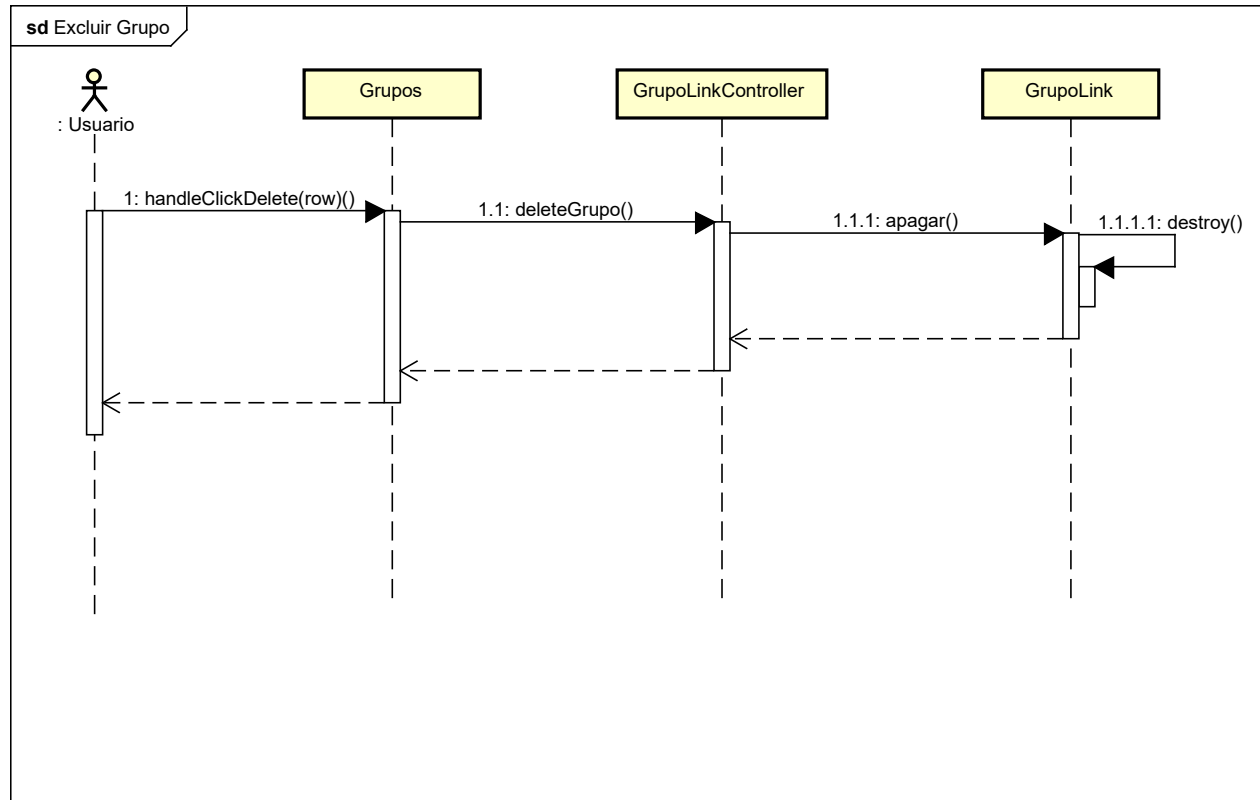 sd Excluir Grupo
: Usuario
Grupos
GrupoLinkController
GrupoLink
1: handleClickDelete(row)()
1.1: deleteGrupo()
1.1.1: apagar()
1.1.1.1: destroy()